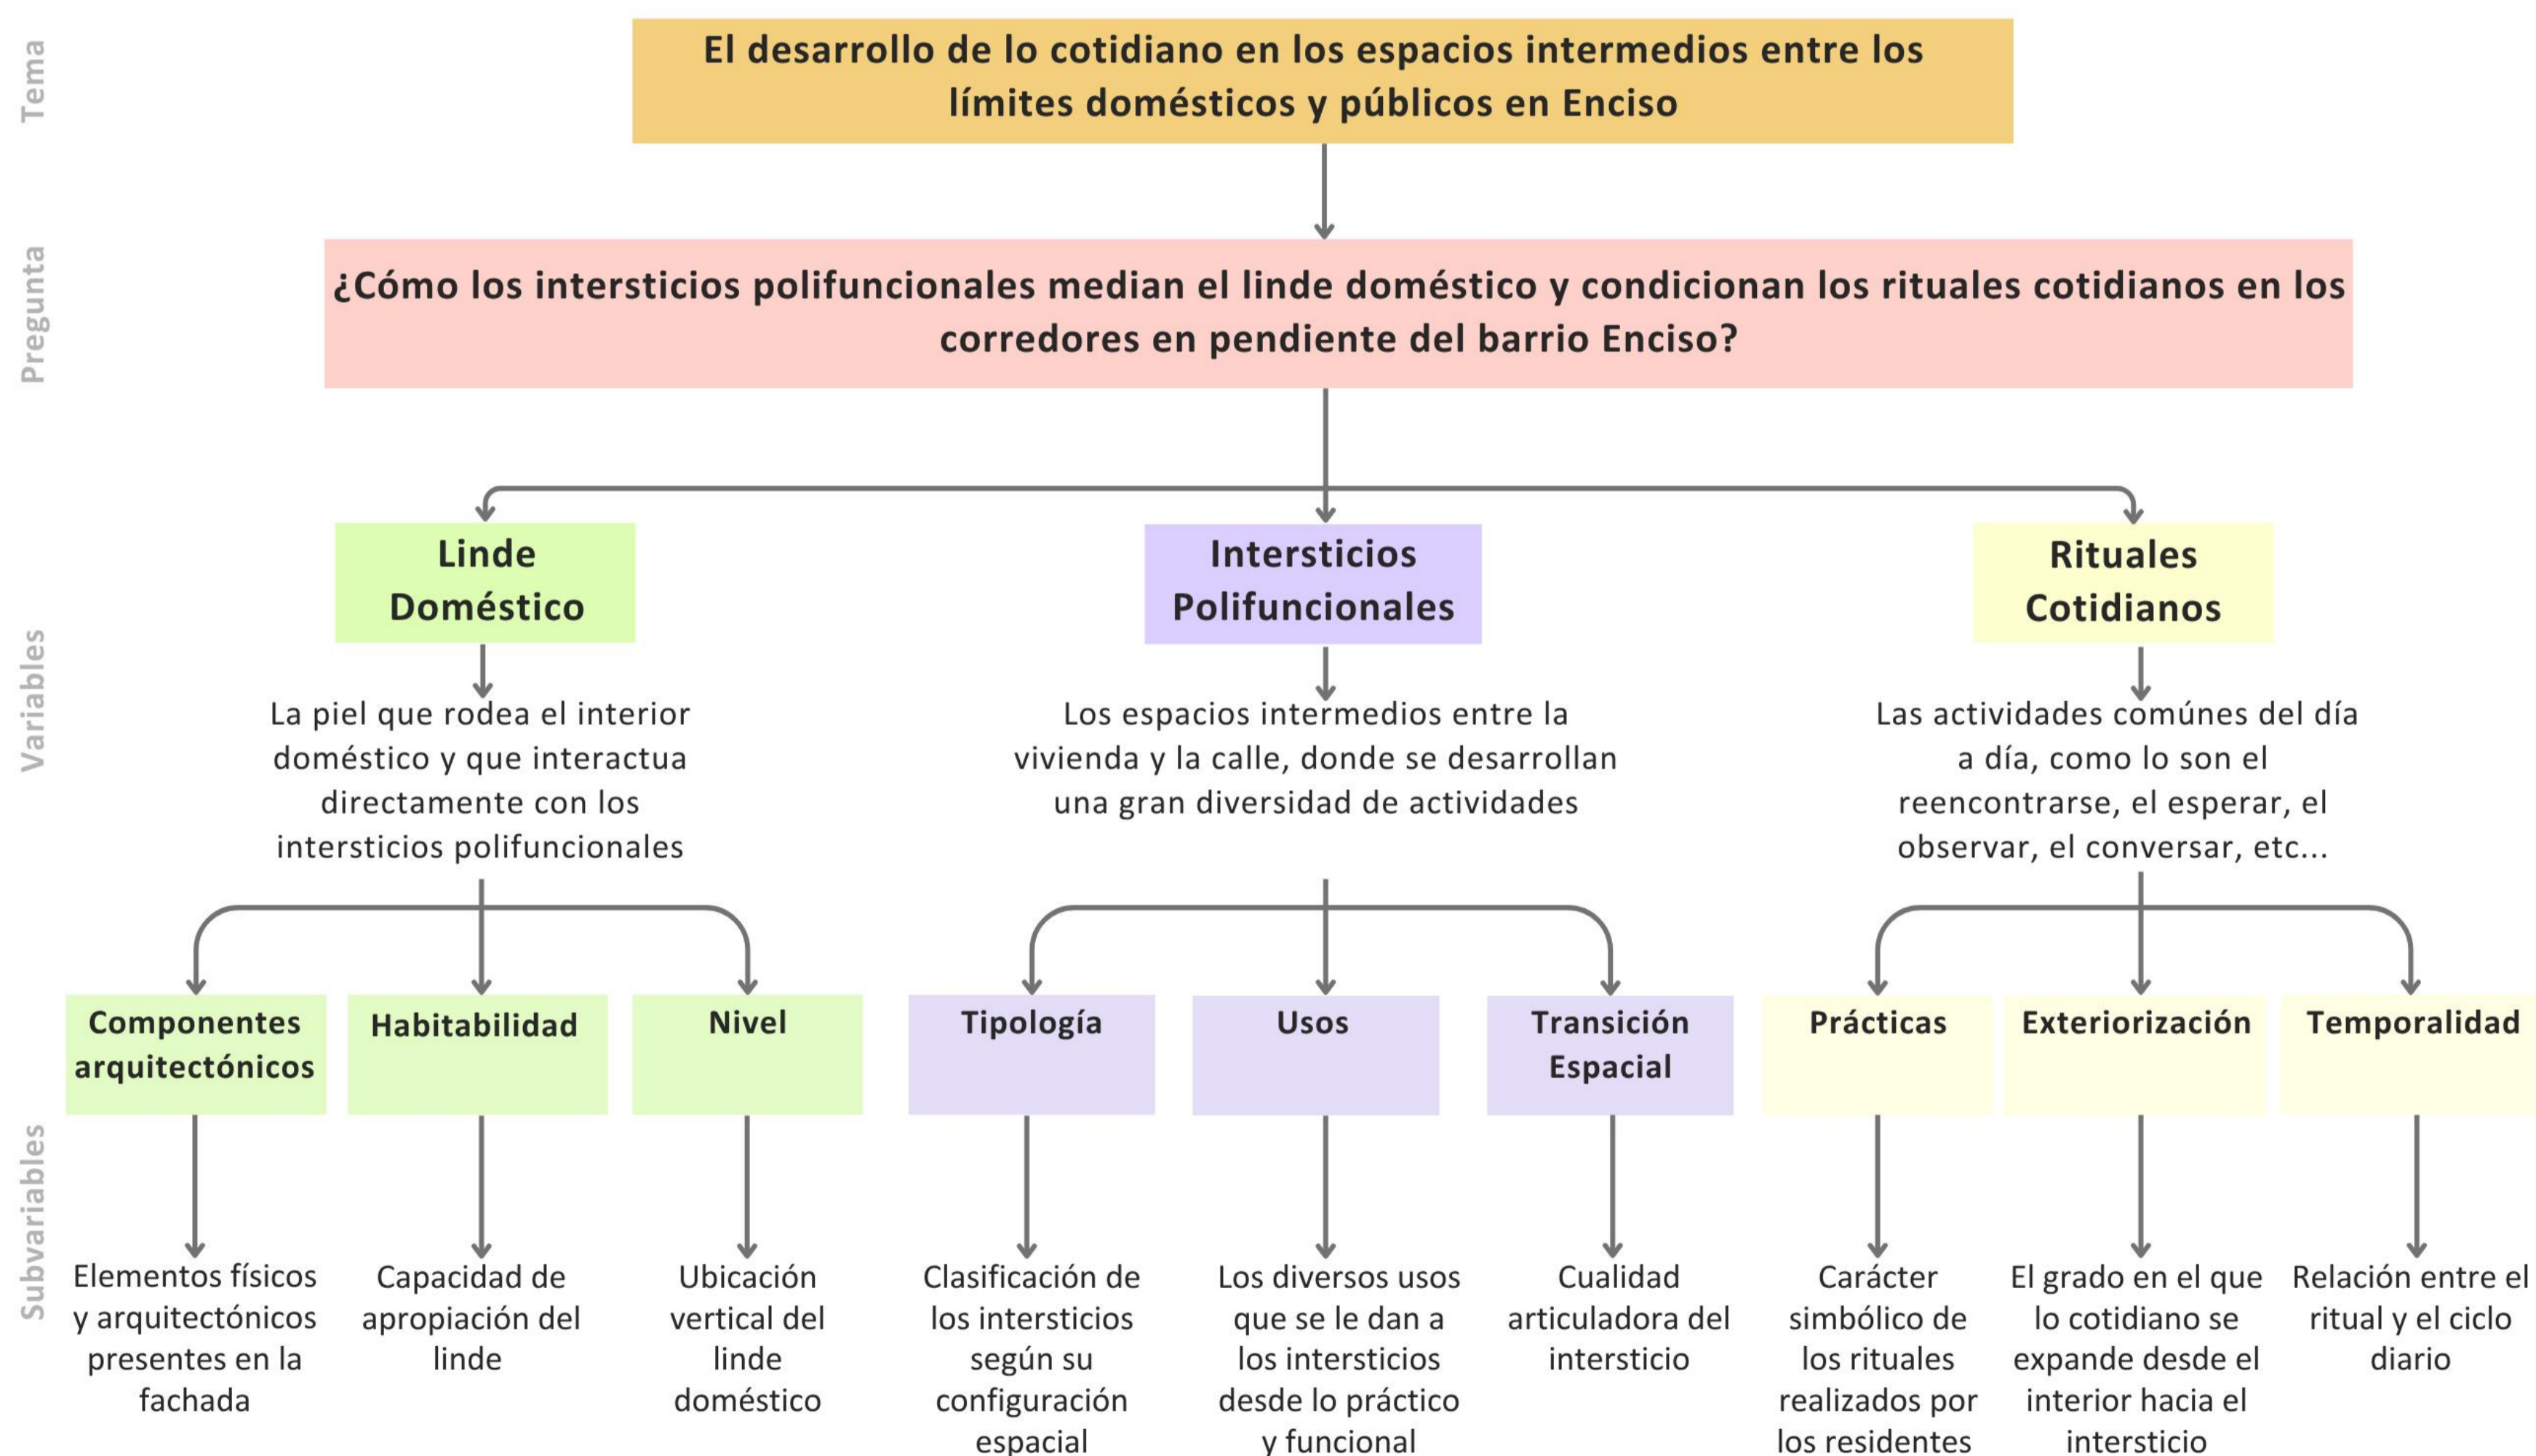 Tema
El desarrollo de lo cotidiano en los espacios intermedios entre los
límites domésticos y públicos en Enciso
Pregunta
¿Cómo los intersticios polifuncionales median el linde doméstico y condicionan los rituales cotidianos en los
corredores en pendiente del barrio Enciso?
Variables
Linde
Doméstico
La piel que rodea el interior
doméstico y que interactua
directamente con los
intersticios polifuncionales
Intersticios
Polifuncionales
Los espacios intermedios entre la
vivienda y la calle, donde se desarrollan
una gran diversidad de actividades
Rituales
Cotidianos
Las actividades comúnes del día
a día, como lo son el
reencontrarse, el esperar, el
observar, el conversar, etc...
Subvariables
Componentes
arquitectónicos
Elementos físicos
y arquitectónicos
presentes en la
fachada
Habitabilidad
Capacidad de
apropiación del
linde
Nivel
Ubicación
vertical del
linde
doméstico
Tipología
Clasificación de
los intersticios
según su
configuración
espacial
Usos
Los diversos usos
que se le dan a
los intersticios
desde lo práctico
y funcional
Transición
Espacial
Cualidad
articuladora del
intersticio
Prácticas
Carácter
simbólico de
los rituales
realizados por
los residentes
Exteriorización
El grado en el que
lo cotidiano se
expande desde el
interior hacia el
intersticio
Temporalidad
Relación entre el
ritual y el ciclo
diario